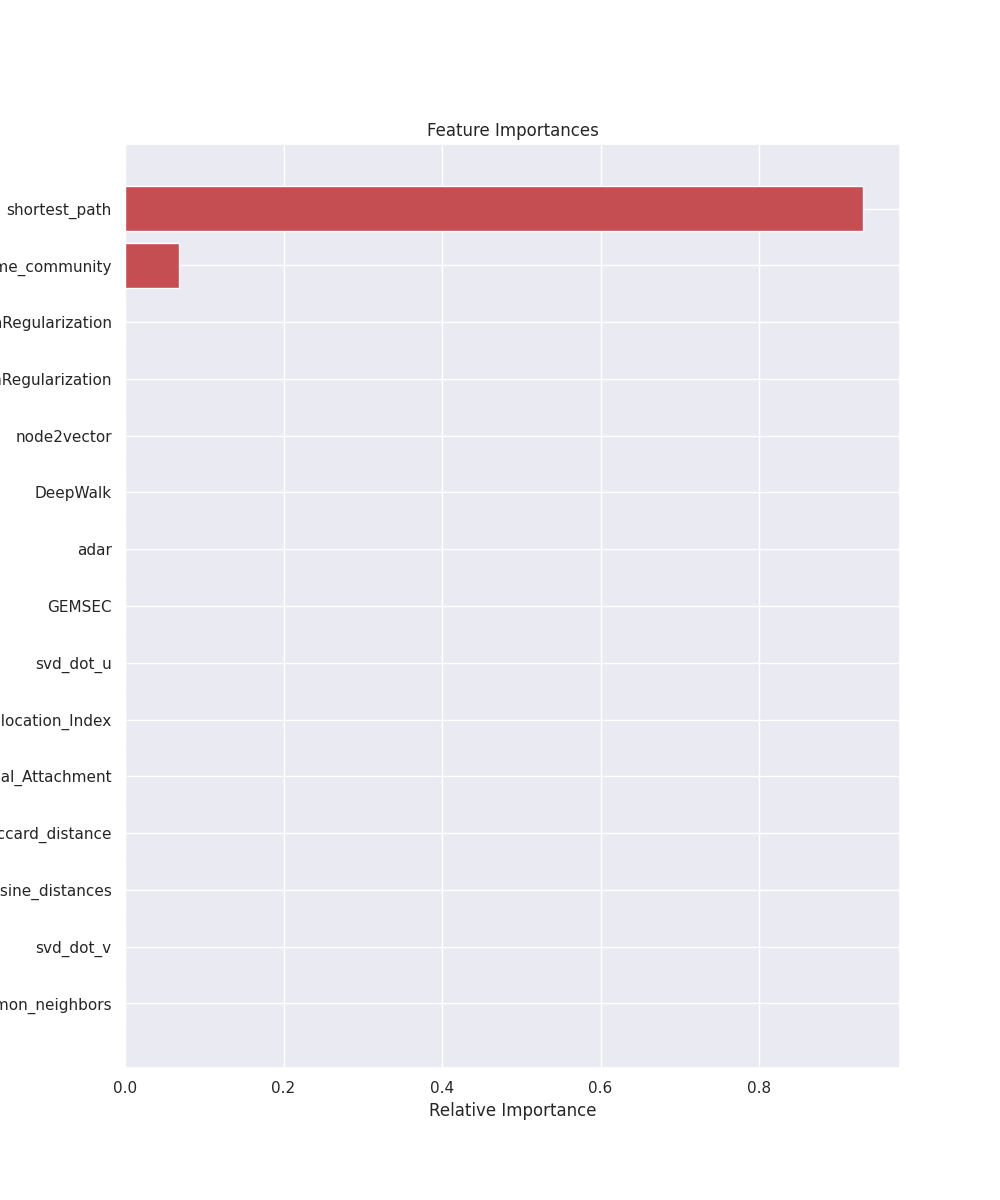 Feature Importances
shortest_path
me_community
Regularization
Regularization
node2vector
DeepWalk
adar
GEMSEC
svd_dot_u
location_Index
al_Attachment
ccard_distance
sine_distances
svd_dot_v
mon_neighbors
0.0 0.2 0.4 0.6 0.8
Relative Importance